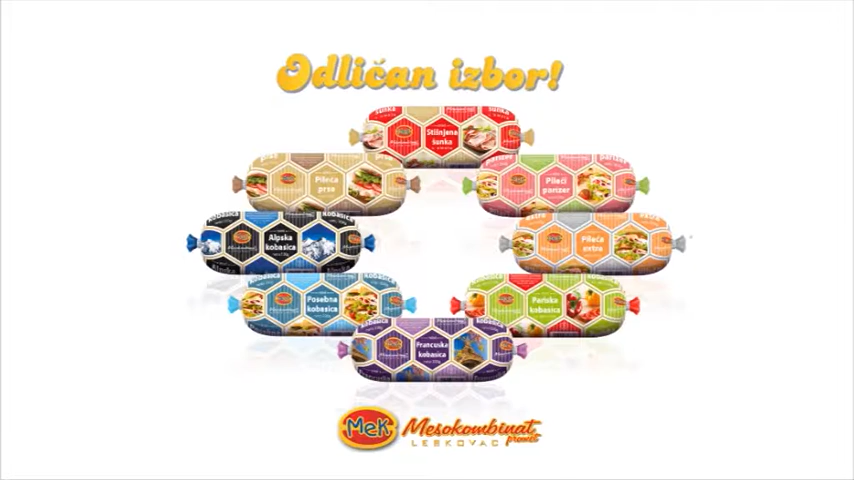 Odličan izbor!
Stišnjena
šunka
Pileća
prsa
Pileći
parizer
Alpska
kobasica
Pileća
extra
Posebna
kobasica
Pariska
kobasica
Francuska
kobasica
MeK Mesokombinat
LESKOVAC promet